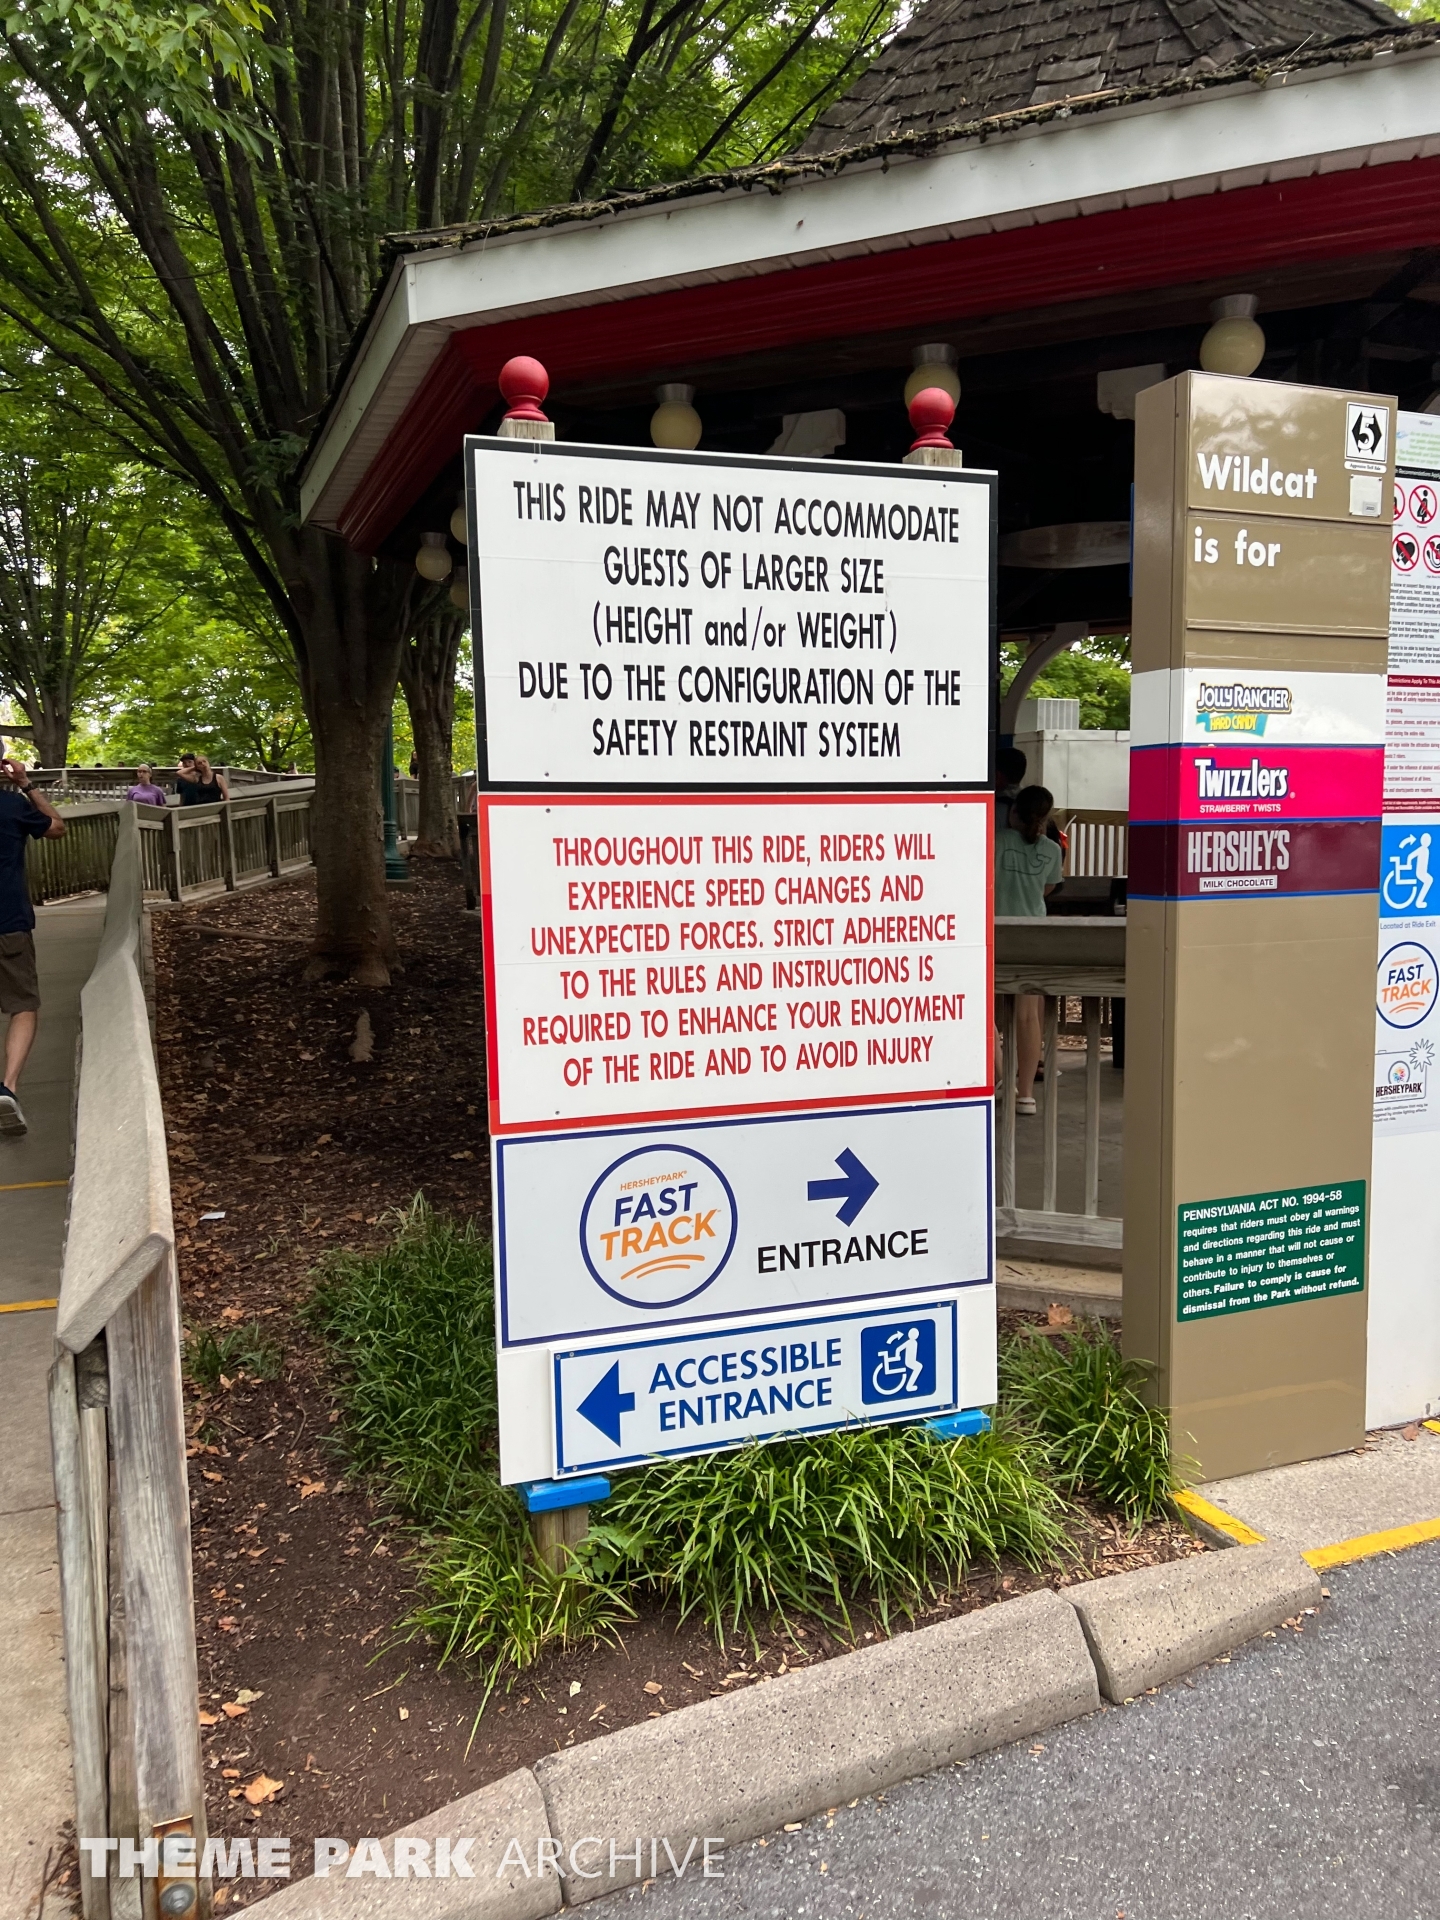 THIS RIDE MAY NOT ACCOMMODATE
GUESTS OF LARGER SIZE
(HEIGHT and/or WEIGHT)
DUE TO THE CONFIGURATION OF THE
SAFETY RESTRAINT SYSTEM
THROUGHOUT THIS RIDE, RIDERS WILL
EXPERIENCE SPEED CHANGES AND
UNEXPECTED FORCES. STRICT ADHERENCE
TO THE RULES AND INSTRUCTIONS IS
REQUIRED TO ENHANCE YOUR ENJOYMENT
OF THE RIDE AND TO AVOID INJURY
HERSHEYPARK
FAST
TRACK
ENTRANCE
ACCESSIBLE
ENTRANCE
5
Wildcat
is for
JOLLY RANCHER
HARD CANDY
Twizzlers
STRAWBERRY TWISTS
HERSHEY'S
MILK CHOCOLATE
PENNSYLVANIA ACT NO. 1994-58
requires that riders must obey all warnings
and directions regarding this ride and must
behave in a manner that will not cause or
contribute to injury to themselves or
others. Failure to comply is cause for
dismissal from the Park without refund.
Located at Ride Exit
FAST
TRACK
HERSHEYPARK
THEME PARK ARCHIVE